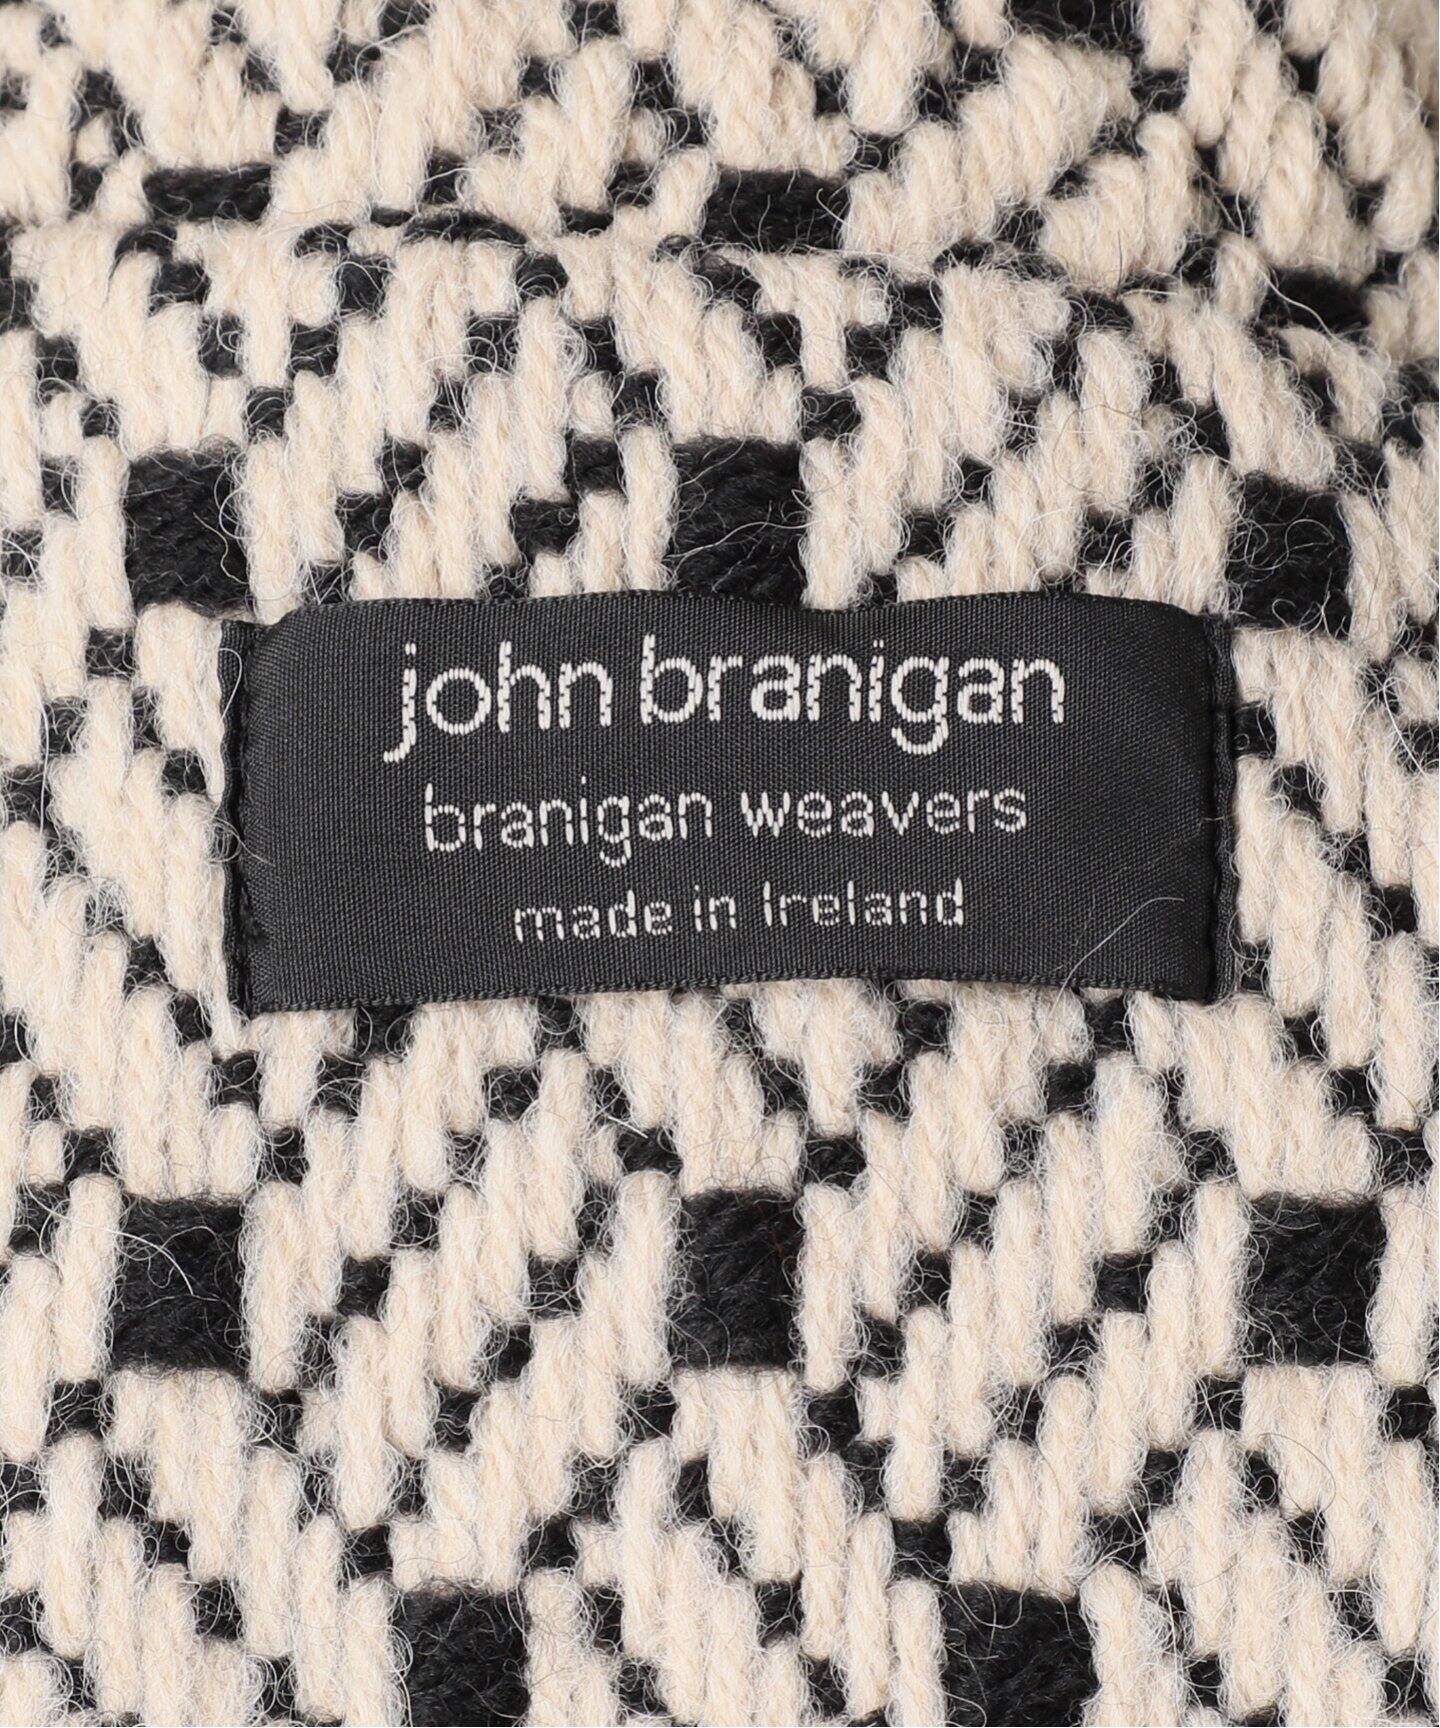 john branigan
branigan weavers
made in Ireland